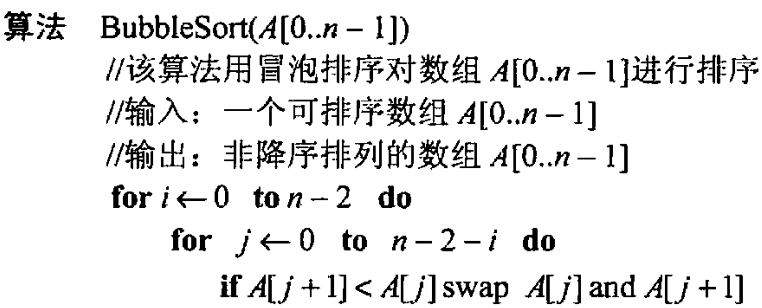 算法 BubbleSort(A[0..n – 1])
//该算法用冒泡排序对数组 A[0..n – 1]进行排序
//输入：一个可排序数组 A[0..n – 1]
//输出：非降序排列的数组 A[0..n – 1]
for i ← 0 to n – 2 do
for j ← 0 to n – 2 – i do
if A[j + 1] < A[j] swap A[j] and A[j + 1]